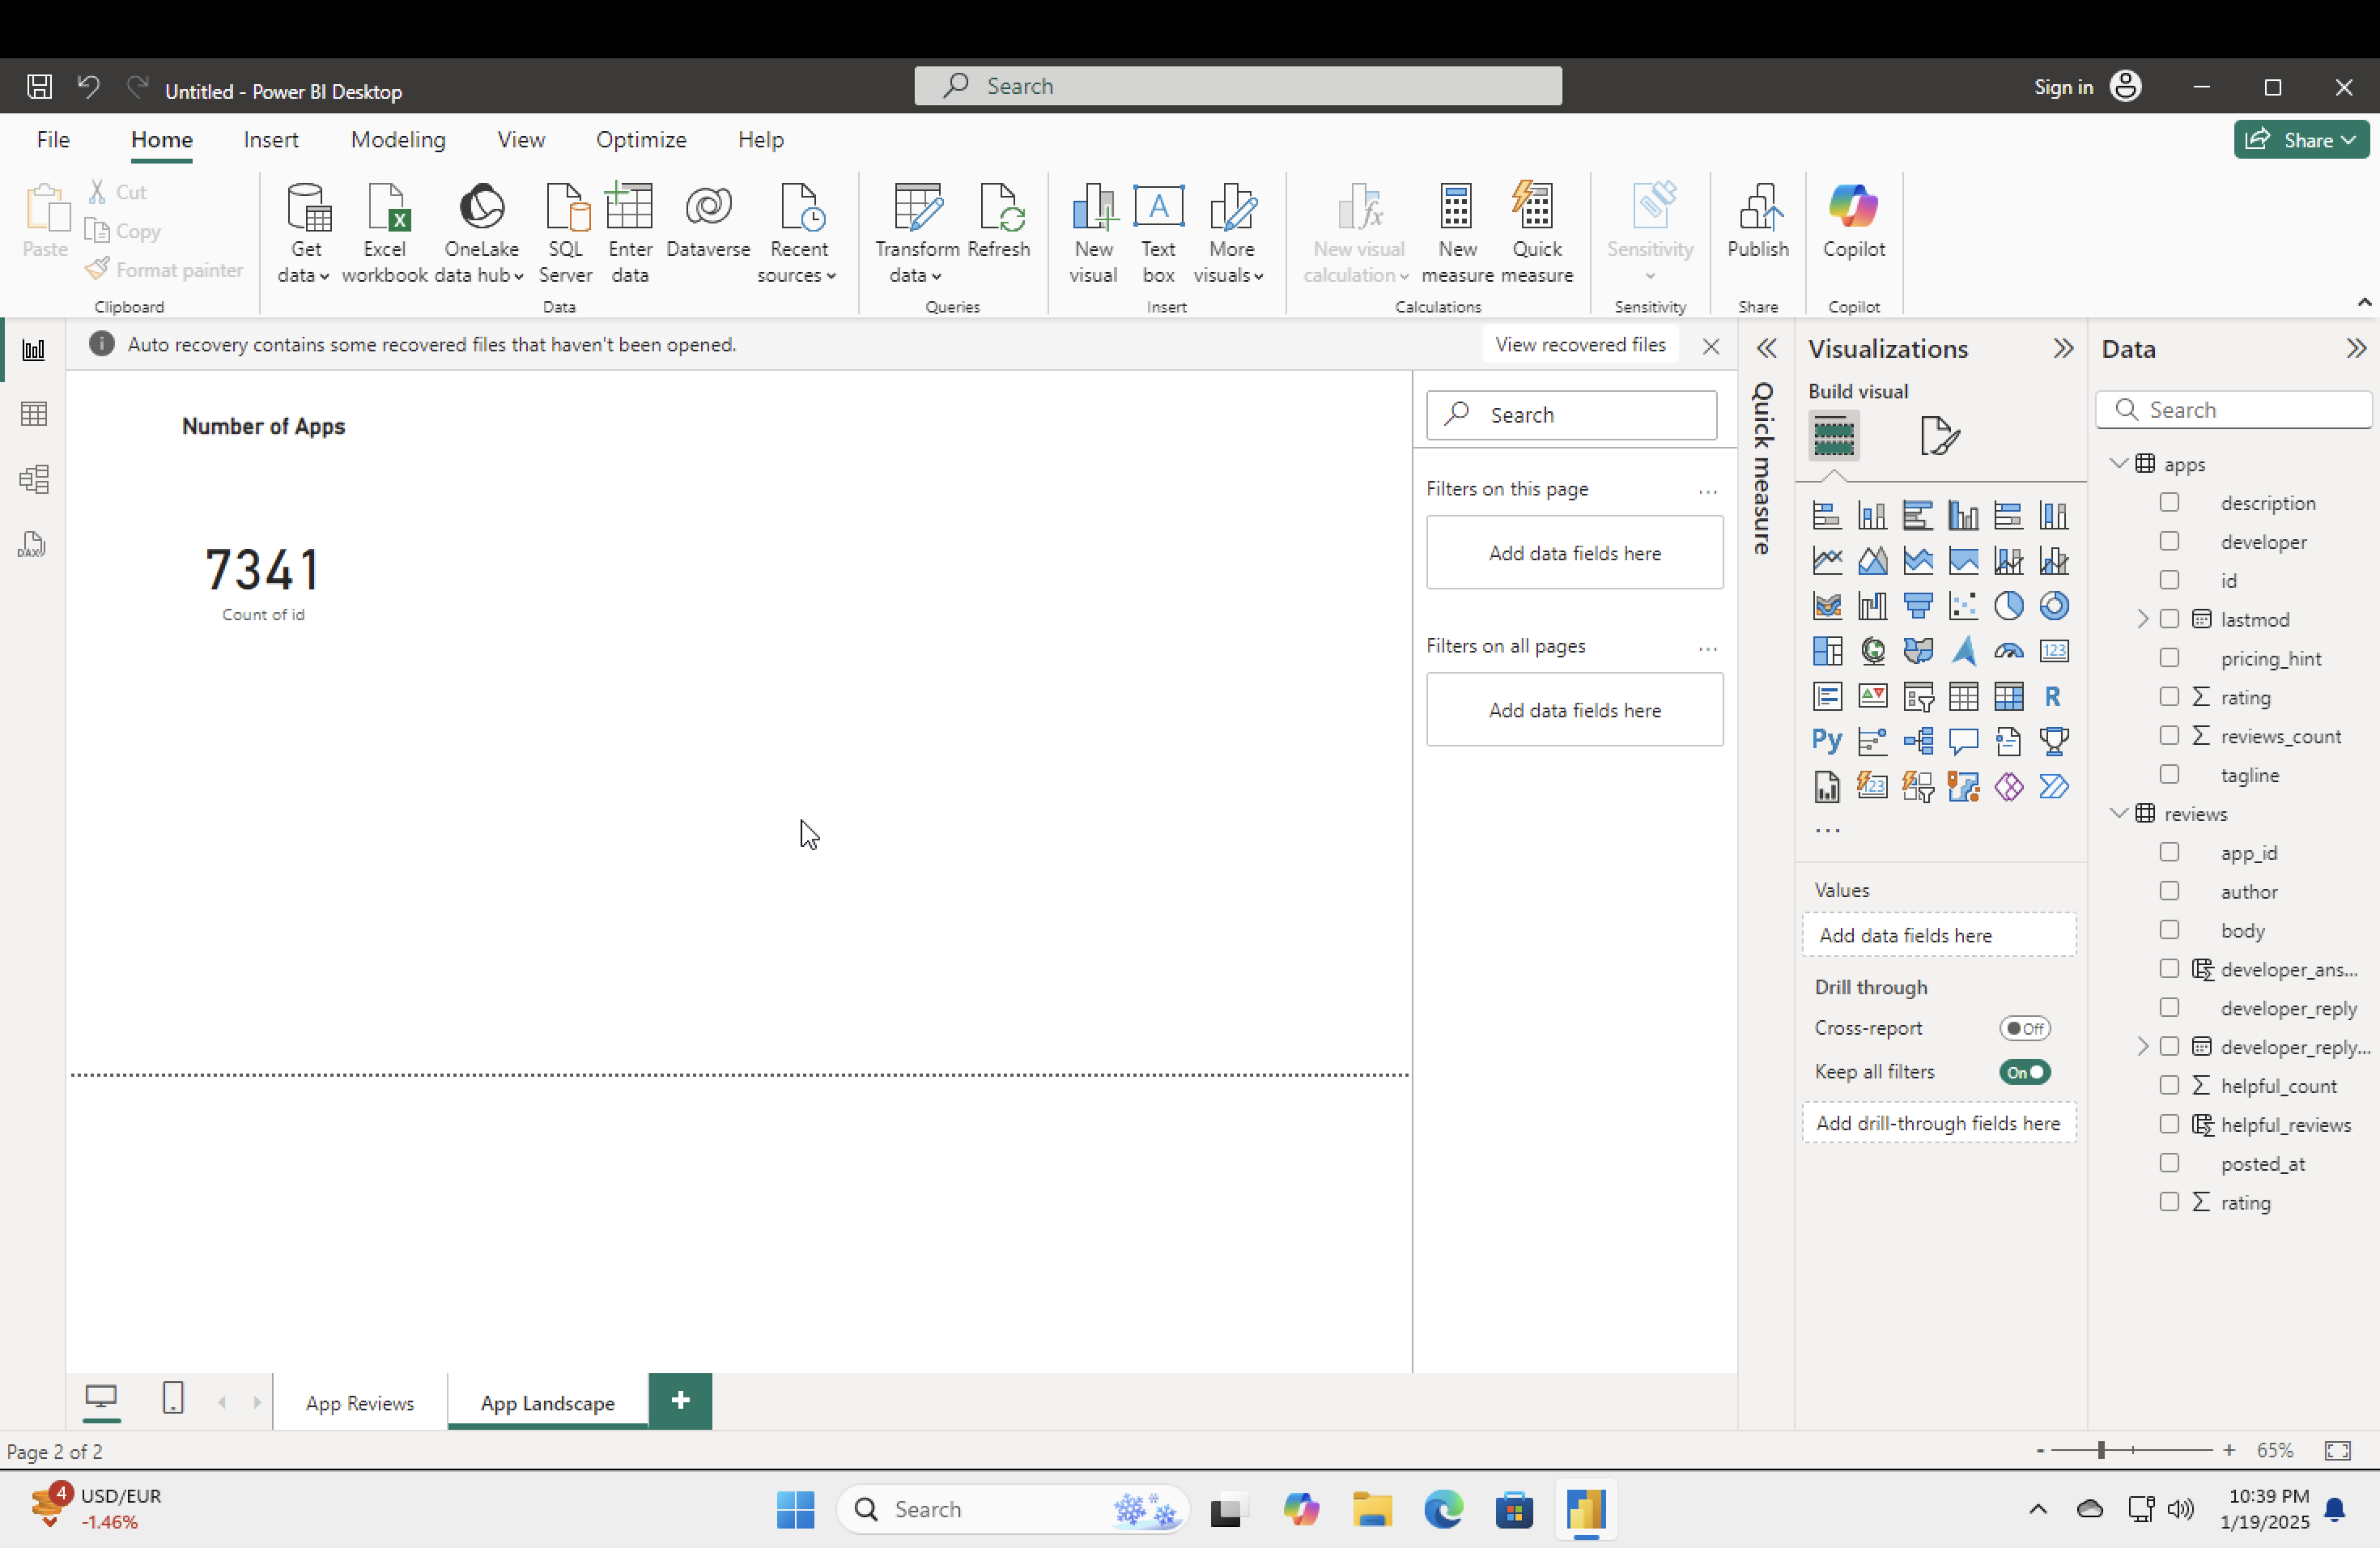 Untitled - Power BI Desktop
Search
Sign in
File
Home
Insert
Modeling
View
Optimize
Help
Share
Paste
Cut
Copy
Format painter
Clipboard
Get data
Excel workbook
OneLake data hub
SQL Server
Enter data
Dataverse
Recent sources
Data
Transform data
Refresh
Queries
New visual
Text box
More visuals
Insert
New visual calculation
New measure
Quick measure
Calculations
Sensitivity
Sensitivity
Publish
Share
Copilot
Copilot
Auto recovery contains some recovered files that haven't been opened.
View recovered files
DAX
Number of Apps
7341
Count of id
Search
Filters on this page
...
Add data fields here
Filters on all pages
...
Add data fields here
Quick measure
Visualizations
Build visual
123
R
Py
123
...
Values
Add data fields here
Drill through
Cross-report
Off
Keep all filters
On
Add drill-through fields here
Data
Search
apps
description
developer
id
lastmod
pricing_hint
rating
reviews_count
tagline
reviews
app_id
author
body
developer_ans...
developer_reply
developer_reply...
helpful_count
helpful_reviews
posted_at
rating
App Reviews
App Landscape
+
Page 2 of 2
- + 65%
4
USD/EUR
-1.46%
Search
10:39 PM
1/19/2025